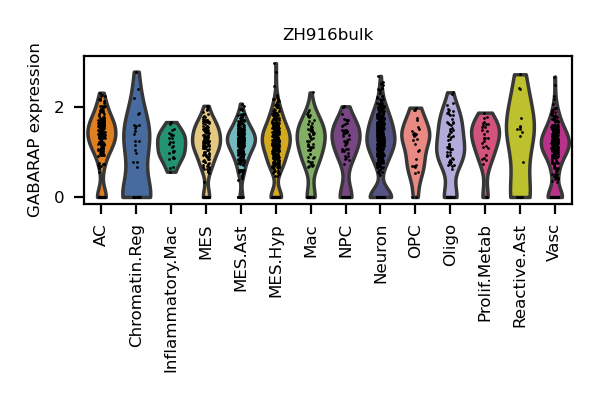 ZH916bulk
GABARAP expression
2
0
AC
Chromatin.Reg
Inflammatory.Mac
MES
MES.Ast
MES.Hyp
Mac
NPC
Neuron
OPC
Oligo
Prolif.Metab
Reactive.Ast
Vasc